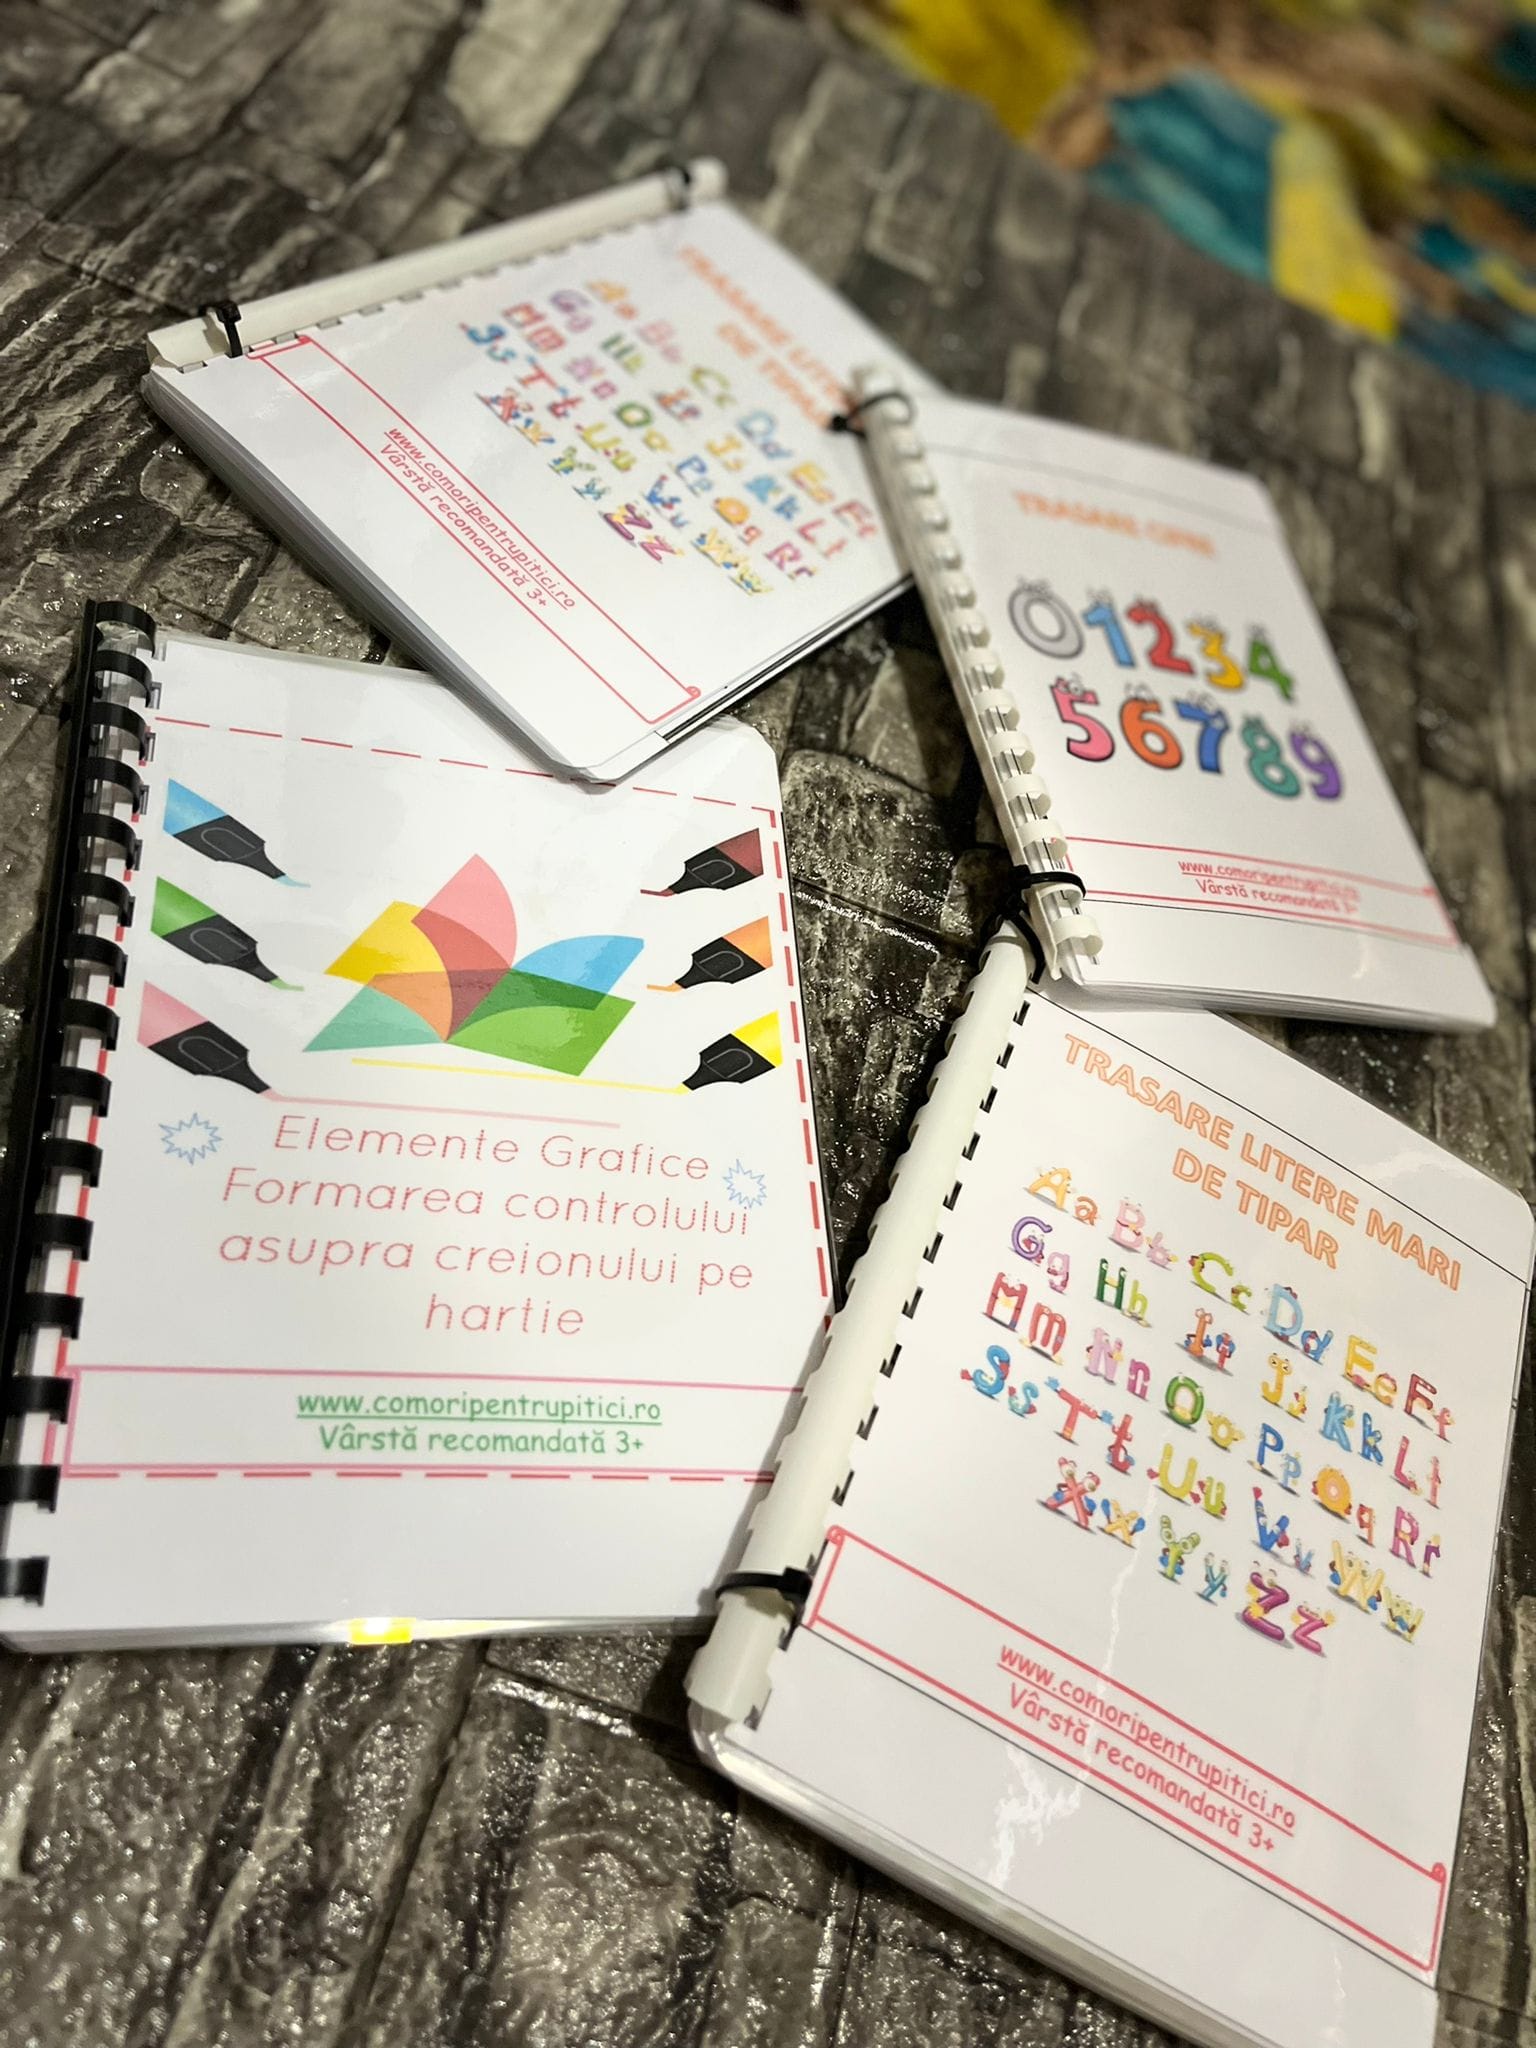 TRASARE LITE
DE TIPAR
Aa Bb Cc Dd Ee Ff
Gg Hh Ii Jj Kk Ll
Mm Nn Oo Pp Qq Rr
Ss Tt Uu Vv Ww
Xx Yy Zz
www.comoripentrupitici.ro
Vârstă recomandată 3+
TRASARE CIFRE
0 1 2 3 4
5 6 7 8 9
www.comoripentrupitici.ro
Vârstă recomandată 3+
Elemente Grafice
Formarea controlului
asupra creionului pe
hartie
www.comoripentrupitici.ro
Vârstă recomandată 3+
TRASARE LITERE MARI
DE TIPAR
Aa Bb Cc Dd Ee Ff
Gg Hh Ii Jj Kk Ll
Mm Nn Oo Pp Qq Rr
Ss Tt Uu Vv Ww
Xx Yy Zz
www.comoripentrupitici.ro
Vârstă recomandată 3+